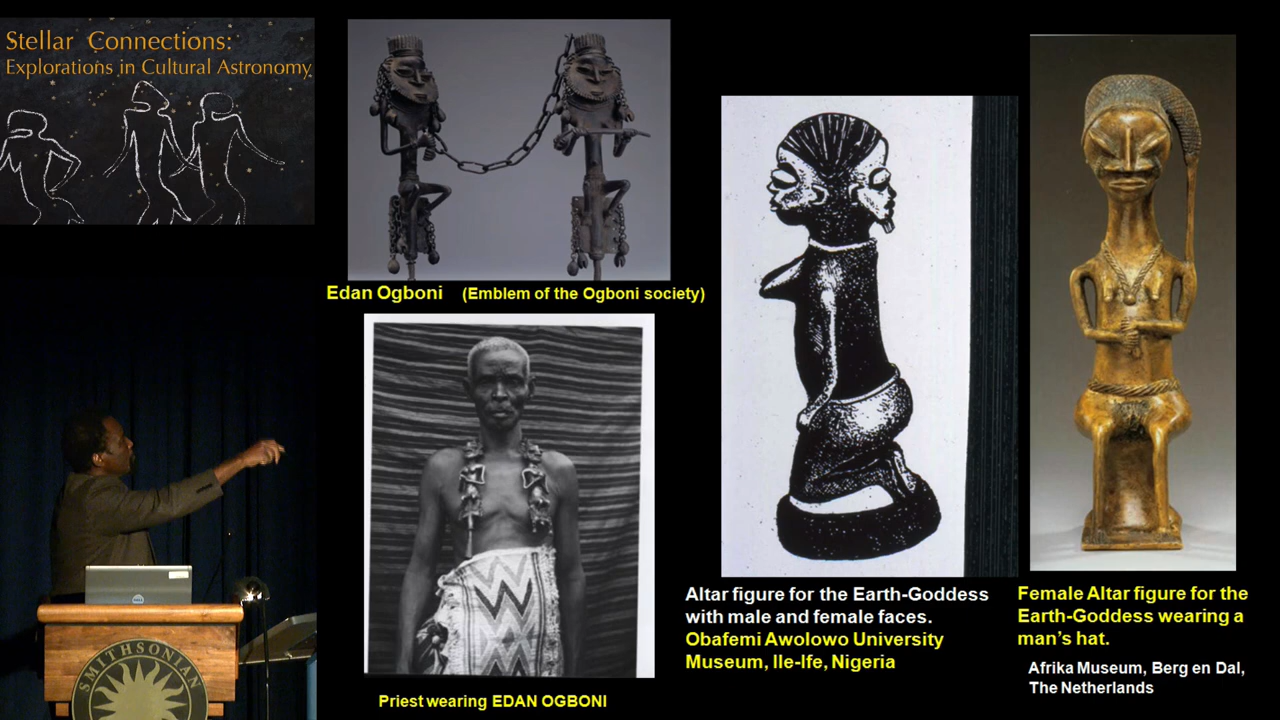 Stellar Connections:
Explorations in Cultural Astronomy
Edan Ogboni (Emblem of the Ogboni society)
Priest wearing EDAN OGBONI
Altar figure for the Earth-Goddess
with male and female faces.
Obafemi Awolowo University
Museum, Ile-Ife, Nigeria
Female Altar figure for the
Earth-Goddess wearing a
man's hat.
Afrika Museum, Berg en Dal,
The Netherlands
SMITHSONIAN
DELL